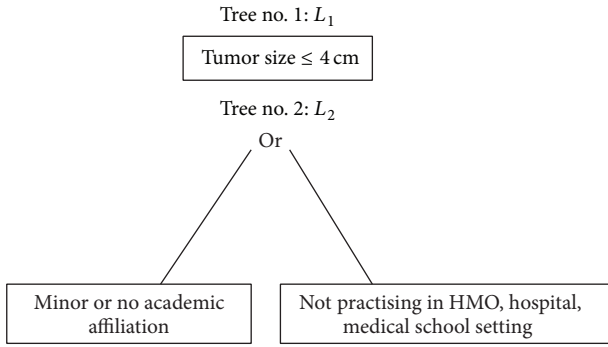 Tree no. 1: L₁
Tumor size ≤ 4 cm
Tree no. 2: L₂
Or
Minor or no academic
affiliation
Not practising in HMO, hospital,
medical school setting